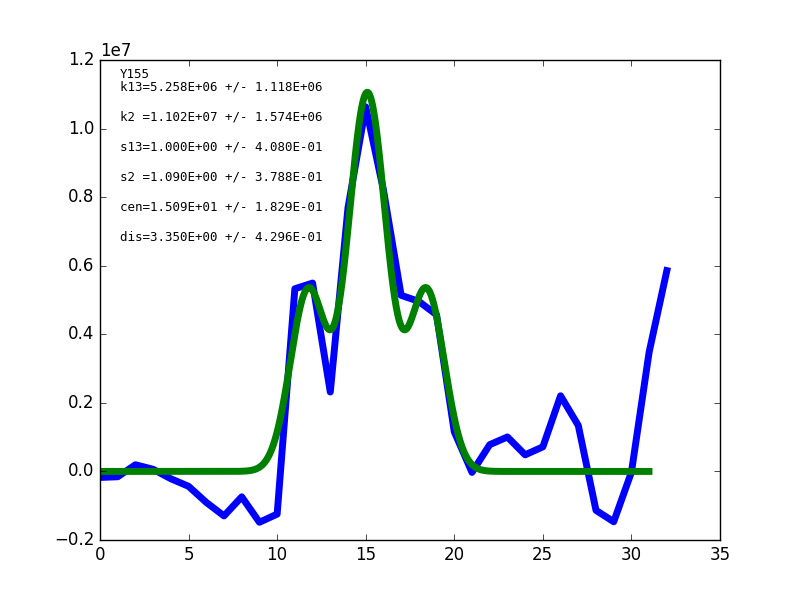 1e7
1.2
Y155
k13=5.258E+06 +/- 1.118E+06
k2 =1.102E+07 +/- 1.574E+06
1.0
s13=1.000E+00 +/- 4.080E-01
0.8
s2 =1.090E+00 +/- 3.788E-01
cen=1.509E+01 +/- 1.829E-01
dis=3.350E+00 +/- 4.296E-01
0.6
0.4
0.2
0.0
−0.2
0 5 10 15 20 25 30 35